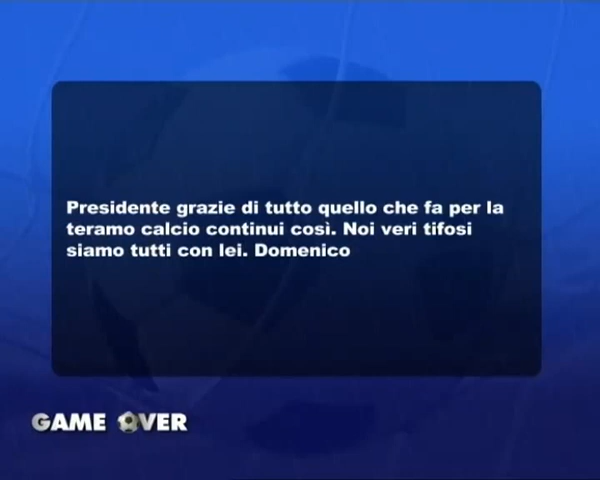 Presidente grazie di tutto quello che fa per la
teramo calcio continui così. Noi veri tifosi
siamo tutti con lei. Domenico
GAME OVER